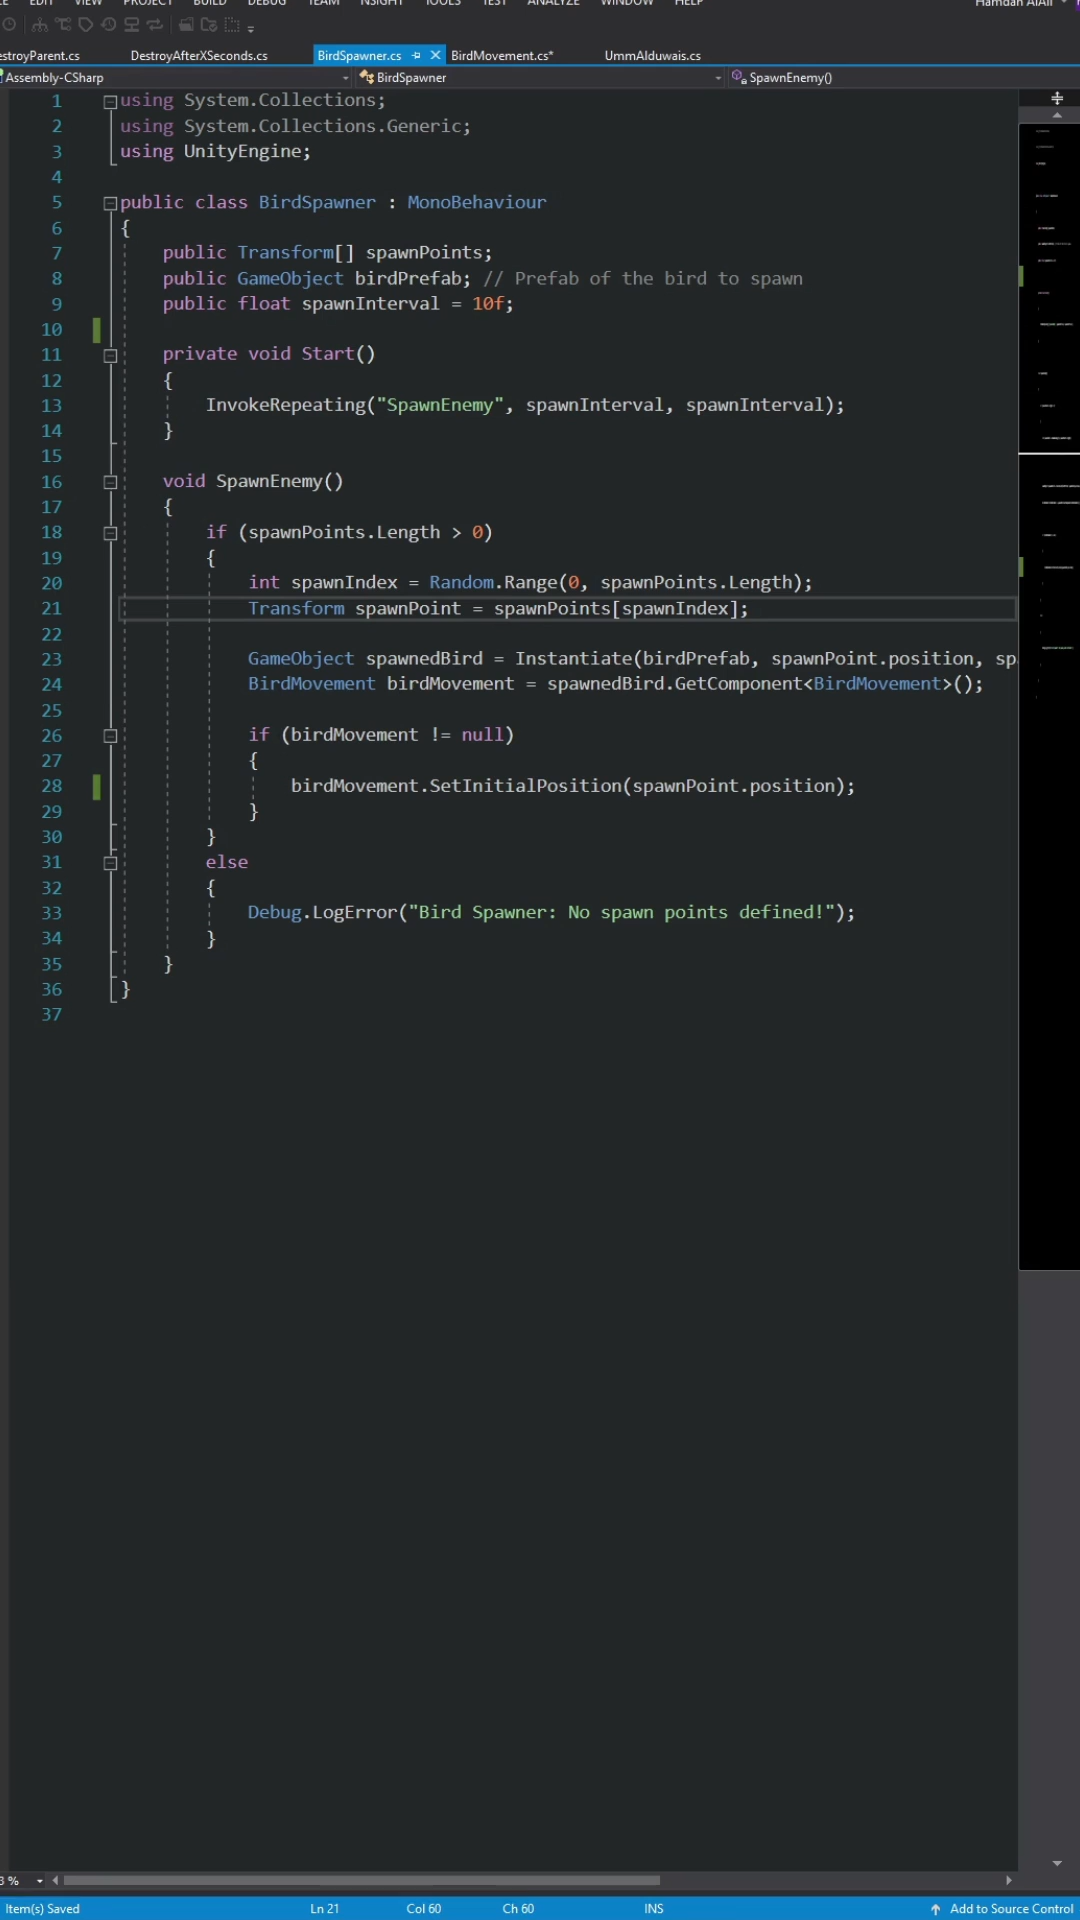 EDIT VIEW PROJECT BUILD DEBUG TEAM NSIGHT TOOLS TEST ANALYZE WINDOW HELP Hamdan AlAli
estroyParent.cs DestroyAfterXSeconds.cs BirdSpawner.cs BirdMovement.cs* UmmAlduwais.cs
Assembly-CSharp BirdSpawner SpawnEnemy()
1 using System.Collections;
2 using System.Collections.Generic;
3 using UnityEngine;
4
5 public class BirdSpawner : MonoBehaviour
6 {
7 public Transform[] spawnPoints;
8 public GameObject birdPrefab; // Prefab of the bird to spawn
9 public float spawnInterval = 10f;
10
11 private void Start()
12 {
13 InvokeRepeating("SpawnEnemy", spawnInterval, spawnInterval);
14 }
15
16 void SpawnEnemy()
17 {
18 if (spawnPoints.Length > 0)
19 {
20 int spawnIndex = Random.Range(0, spawnPoints.Length);
21 Transform spawnPoint = spawnPoints[spawnIndex];
22
23 GameObject spawnedBird = Instantiate(birdPrefab, spawnPoint.position, sp
24 BirdMovement birdMovement = spawnedBird.GetComponent<BirdMovement>();
25
26 if (birdMovement != null)
27 {
28 birdMovement.SetInitialPosition(spawnPoint.position);
29 }
30 }
31 else
32 {
33 Debug.LogError("Bird Spawner: No spawn points defined!");
34 }
35 }
36 }
37
%
Item(s) Saved Ln 21 Col 60 Ch 60 INS Add to Source Control